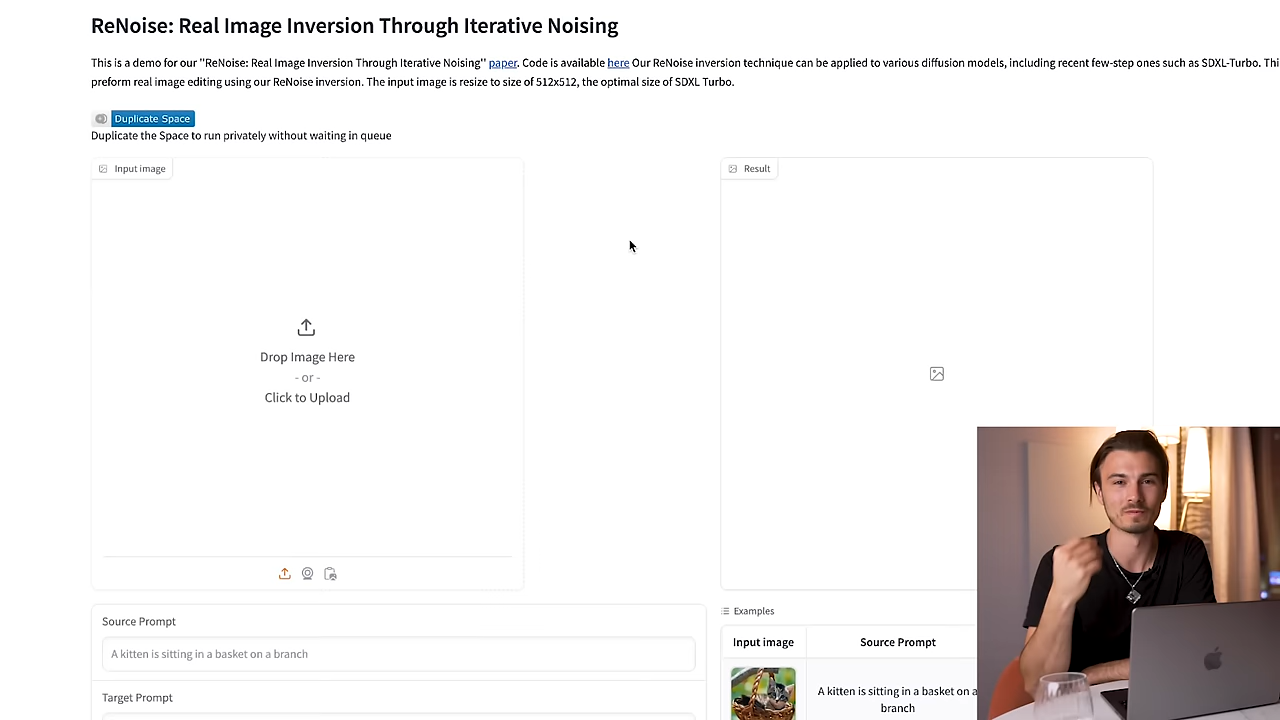 ReNoise: Real Image Inversion Through Iterative Noising
This is a demo for our "ReNoise: Real Image Inversion Through Iterative Noising" paper. Code is available here Our ReNoise inversion technique can be applied to various diffusion models, including recent few-step ones such as SDXL-Turbo. Thi
preform real image editing using our ReNoise inversion. The input image is resize to size of 512x512, the optimal size of SDXL Turbo.
Duplicate Space
Duplicate the Space to run privately without waiting in queue
Input image
Result
Drop Image Here
- or -
Click to Upload
Source Prompt
A kitten is sitting in a basket on a branch
Target Prompt
Examples
Input image
Source Prompt
A kitten is sitting in a basket on a
branch